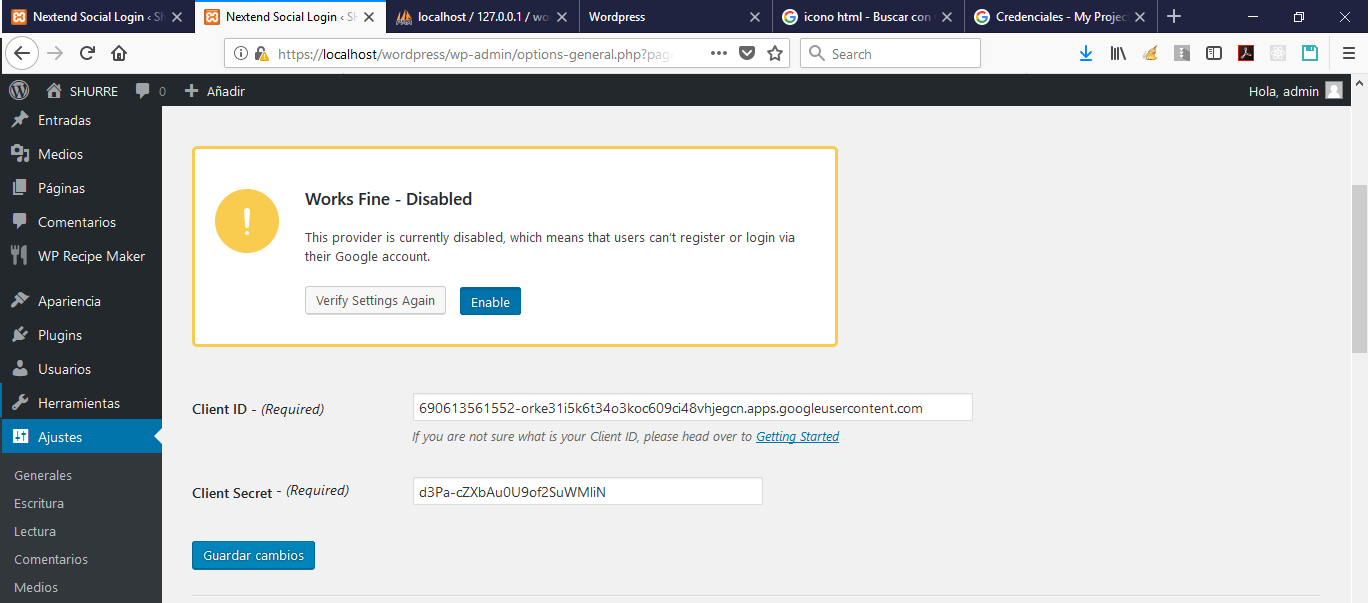 Nextend Social Login ‹ Sh
Nextend Social Login ‹ SH
localhost / 127.0.0.1 / wo
Wordpress
icono html - Buscar con
Credenciales - My Projec
https://localhost/wordpress/wp-admin/options-general.php?page
Search
SHURRE
0
Añadir
Hola, admin
Entradas
Medios
Páginas
Comentarios
WP Recipe Maker
Apariencia
Plugins
Usuarios
Herramientas
Ajustes
Generales
Escritura
Lectura
Comentarios
Medios
Works Fine - Disabled
This provider is currently disabled, which means that users can't register or login via
their Google account.
Verify Settings Again
Enable
Client ID - (Required)
690613561552-orke31i5k6t34o3koc609ci48vhjegcn.apps.googleusercontent.com
If you are not sure what is your Client ID, please head over to Getting Started
Client Secret - (Required)
d3Pa-cZXbAu0U9of2SuWMIiN
Guardar cambios